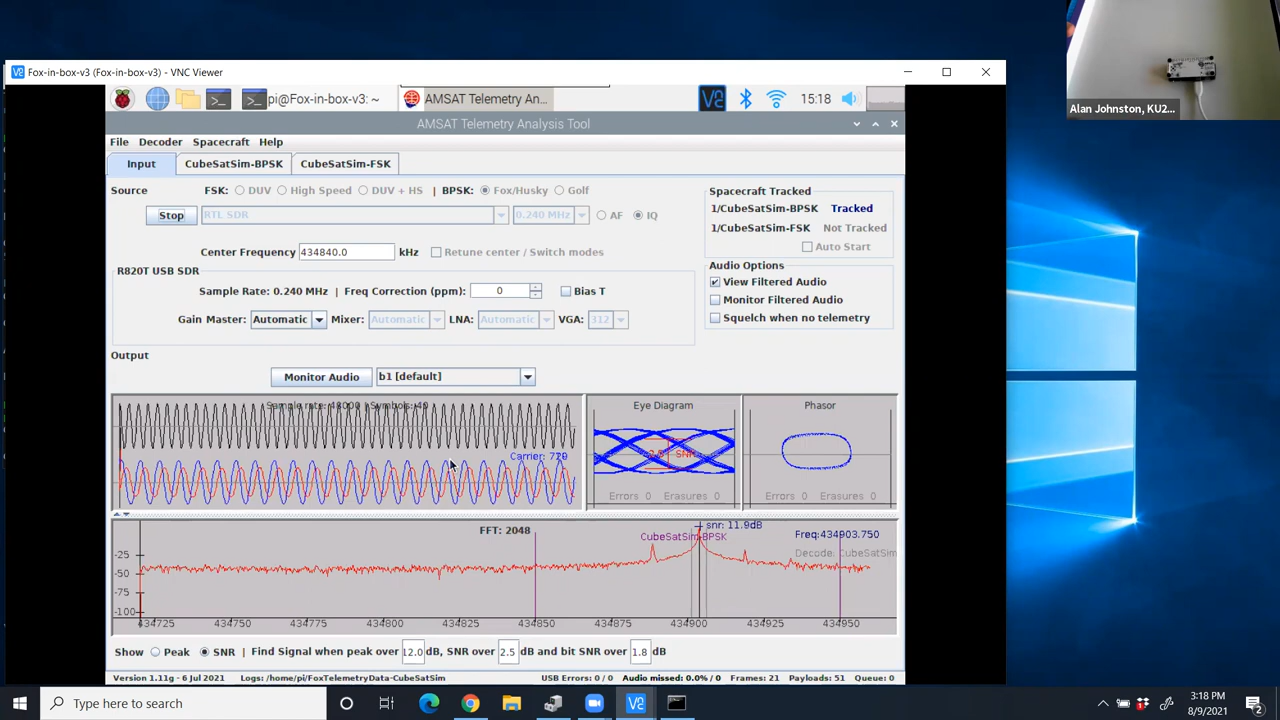 Fox-in-box-v3 (Fox-in-box-v3) - VNC Viewer
Alan Johnston, KU2...
pi@Fox-in-box-v3: ~
AMSAT Telemetry An...
15:18
AMSAT Telemetry Analysis Tool
File Decoder Spacecraft Help
Input CubeSatSim-BPSK CubeSatSim-FSK
Source FSK: DUV High Speed DUV + HS | BPSK: Fox/Husky Golf
Stop RTL SDR 0.240 MHz AF IQ
Center Frequency 434840.0 kHz Retune center / Switch modes
R820T USB SDR
Sample Rate: 0.240 MHz | Freq Correction (ppm): 0 Bias T
Gain Master: Automatic Mixer: Automatic LNA: Automatic VGA: 312
Spacecraft Tracked
1/CubeSatSim-BPSK Tracked
1/CubeSatSim-FSK Not Tracked
Auto Start
Audio Options
View Filtered Audio
Monitor Filtered Audio
Squelch when no telemetry
Output
Monitor Audio b1 [default]
Sample rate: 48000 | Symbols: 40
Carrier: 720
Eye Diagram
SNR
Errors 0 Erasures 0
Phasor
Errors 0 Erasures 0
FFT: 2048
snr: 11.9dB
CubeSatSim-BPSK
Freq:434903.750
Decode: CubeSatSim
-25
-50
-75
-100
434725 434750 434775 434800 434825 434850 434875 434900 434925 434950
Show Peak SNR | Find Signal when peak over 12.0 dB, SNR over 2.5 dB and bit SNR over 1.8 dB
Version 1.11g - 6 Jul 2021 Logs: /home/pi/FoxTelemetryData-CubeSatSim USB Errors: 0 / 0 Audio missed: 0.0% / 0 Frames: 21 Payloads: 51 Queue: 0
Type here to search
3:18 PM
8/9/2021
2